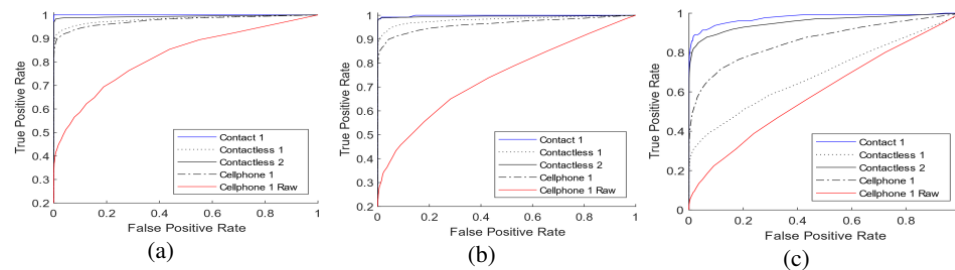 1
0.9
0.8
0.7
0.6
0.5
0.4
0.3
0.2
0 0.2 0.4 0.6 0.8 1
True Positive Rate
False Positive Rate
Contact 1
Contactless 1
Contactless 2
Cellphone 1
Cellphone 1 Raw
(a)
1
0.9
0.8
0.7
0.6
0.5
0.4
0.3
0.2
0 0.2 0.4 0.6 0.8 1
True Positive Rate
False Positive Rate
Contact 1
Contactless 1
Contactless 2
Cellphone 1
Cellphone 1 Raw
(b)
1
0.8
0.6
0.4
0.2
0
0 0.2 0.4 0.6 0.8
True Positive Rate
False Positive Rate
Contact 1
Contactless 1
Contactless 2
Cellphone 1
Cellphone 1 Raw
(c)